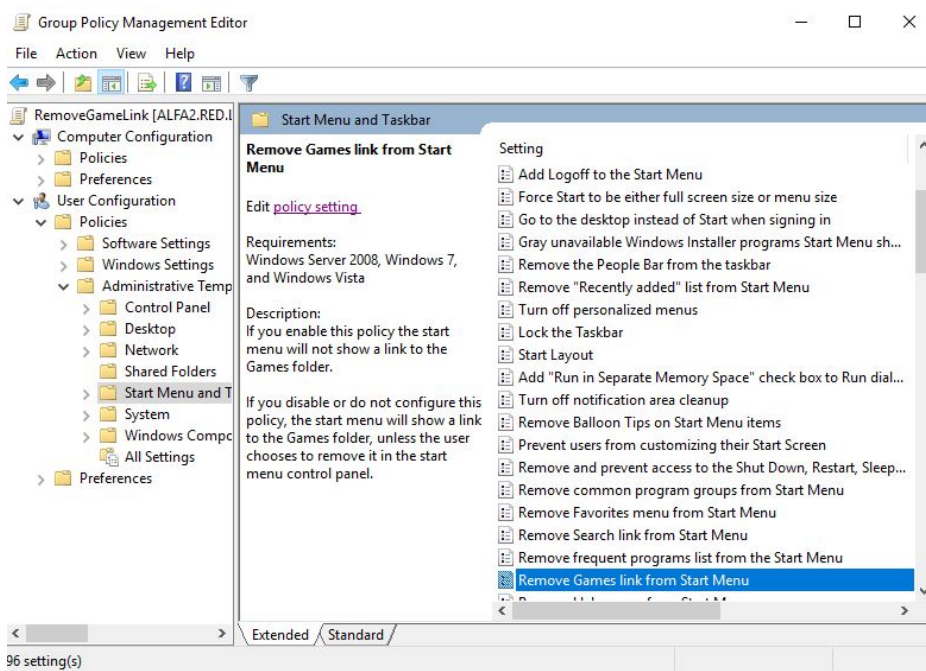 Group Policy Management Editor
File Action View Help
RemoveGameLink [ALFA2.RED.L
Computer Configuration
Policies
Preferences
User Configuration
Policies
Software Settings
Windows Settings
Administrative Temp
Control Panel
Desktop
Network
Shared Folders
Start Menu and T
System
Windows Compo
All Settings
Preferences
Start Menu and Taskbar
Remove Games link from Start
Menu
Edit policy setting
Requirements:
Windows Server 2008, Windows 7,
and Windows Vista
Description:
If you enable this policy the start
menu will not show a link to the
Games folder.
If you disable or do not configure this
policy, the start menu will show a link
to the Games folder, unless the user
chooses to remove it in the start
menu control panel.
Setting
Add Logoff to the Start Menu
Force Start to be either full screen size or menu size
Go to the desktop instead of Start when signing in
Gray unavailable Windows Installer programs Start Menu sh...
Remove the People Bar from the taskbar
Remove "Recently added" list from Start Menu
Turn off personalized menus
Lock the Taskbar
Start Layout
Add "Run in Separate Memory Space" check box to Run dial...
Turn off notification area cleanup
Remove Balloon Tips on Start Menu items
Prevent users from customizing their Start Screen
Remove and prevent access to the Shut Down, Restart, Sleep...
Remove common program groups from Start Menu
Remove Favorites menu from Start Menu
Remove Search link from Start Menu
Remove frequent programs list from the Start Menu
Remove Games link from Start Menu
Extended Standard
96 setting(s)